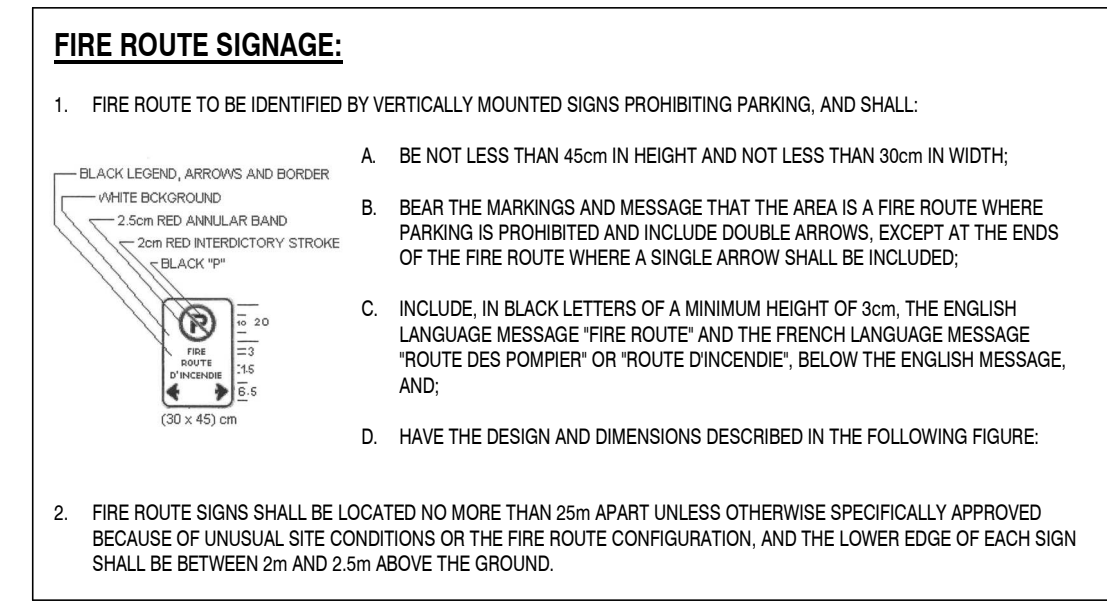 FIRE ROUTE SIGNAGE:
1. FIRE ROUTE TO BE IDENTIFIED BY VERTICALLY MOUNTED SIGNS PROHIBITING PARKING, AND SHALL:
BLACK LEGEND, ARROWS AND BORDER
WHITE BCKGROUND
2.5cm RED ANNULAR BAND
2cm RED INTERDICTORY STROKE
BLACK "P"
P
10 20
FIRE
ROUTE
D'INCENDIE
3
1.5
6.5
(30 x 45) cm
A. BE NOT LESS THAN 45cm IN HEIGHT AND NOT LESS THAN 30cm IN WIDTH;
B. BEAR THE MARKINGS AND MESSAGE THAT THE AREA IS A FIRE ROUTE WHERE
PARKING IS PROHIBITED AND INCLUDE DOUBLE ARROWS, EXCEPT AT THE ENDS
OF THE FIRE ROUTE WHERE A SINGLE ARROW SHALL BE INCLUDED;
C. INCLUDE, IN BLACK LETTERS OF A MINIMUM HEIGHT OF 3cm, THE ENGLISH
LANGUAGE MESSAGE "FIRE ROUTE" AND THE FRENCH LANGUAGE MESSAGE
"ROUTE DES POMPIER" OR "ROUTE D'INCENDIE", BELOW THE ENGLISH MESSAGE,
AND;
D. HAVE THE DESIGN AND DIMENSIONS DESCRIBED IN THE FOLLOWING FIGURE:
2. FIRE ROUTE SIGNS SHALL BE LOCATED NO MORE THAN 25m APART UNLESS OTHERWISE SPECIFICALLY APPROVED
BECAUSE OF UNUSUAL SITE CONDITIONS OR THE FIRE ROUTE CONFIGURATION, AND THE LOWER EDGE OF EACH SIGN
SHALL BE BETWEEN 2m AND 2.5m ABOVE THE GROUND.